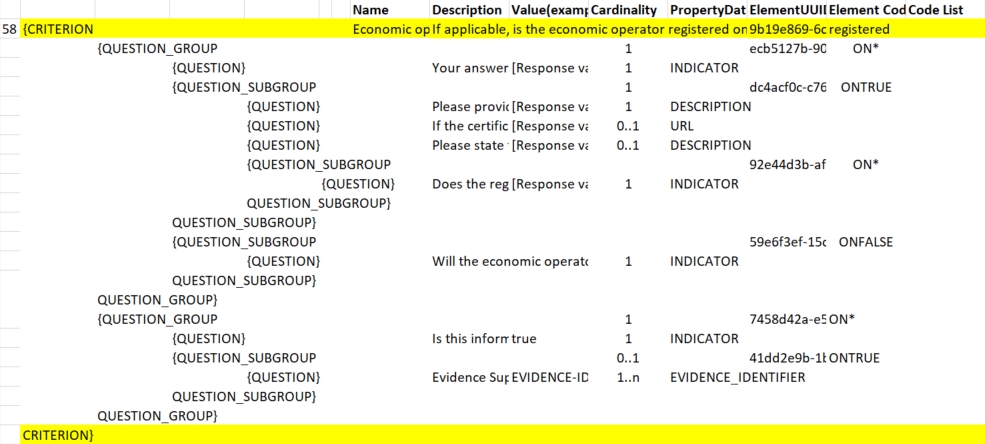 Name Description Value(examp Cardinality PropertyDat ElementUUII Element Cod Code List
58 {CRITERION Economic op If applicable, is the economic operator registered on 9b19e869-6c registered
{QUESTION_GROUP 1 ecb5127b-90 ON*
{QUESTION} Your answer [Response va 1 INDICATOR
{QUESTION_SUBGROUP 1 dc4acf0c-c76 ONTRUE
{QUESTION} Please provic [Response va 1 DESCRIPTION
{QUESTION} If the certific [Response va 0..1 URL
{QUESTION} Please state [Response va 0..1 DESCRIPTION
{QUESTION_SUBGROUP 92e44d3b-af ON*
{QUESTION} Does the reg [Response va 1 INDICATOR
QUESTION_SUBGROUP}
QUESTION_SUBGROUP}
{QUESTION_SUBGROUP 59e6f3ef-15c ONFALSE
{QUESTION} Will the economic operato 1 INDICATOR
QUESTION_SUBGROUP}
QUESTION_GROUP}
{QUESTION_GROUP 1 7458d42a-e5 ON*
{QUESTION} Is this inform true 1 INDICATOR
{QUESTION_SUBGROUP 0..1 41dd2e9b-1b ONTRUE
{QUESTION} Evidence Sup EVIDENCE-ID 1..n EVIDENCE_IDENTIFIER
QUESTION_SUBGROUP}
QUESTION_GROUP}
CRITERION}